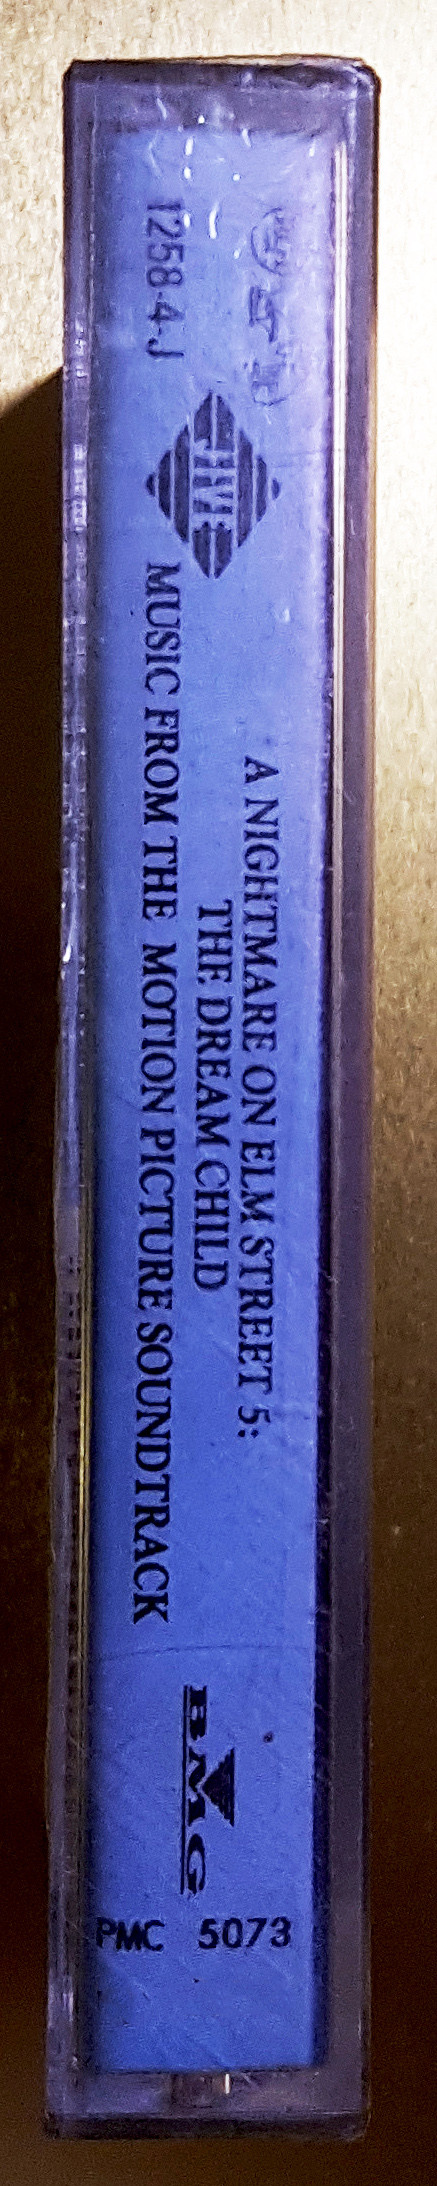 1258-4-J
JIVE
A NIGHTMARE ON ELM STREET 5:
THE DREAM CHILD
MUSIC FROM THE MOTION PICTURE SOUNDTRACK
BMG
PMC 5073